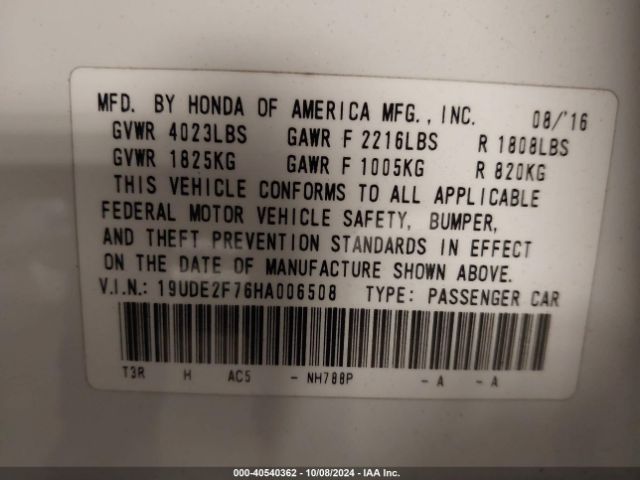 MFD. BY HONDA OF AMERICA MFG., INC. 08/'16
GVWR 4023LBS GAWR F 2216LBS R 1808LBS
GVWR 1825KG GAWR F 1005KG R 820KG
THIS VEHICLE CONFORMS TO ALL APPLICABLE
FEDERAL MOTOR VEHICLE SAFETY, BUMPER,
AND THEFT PREVENTION STANDARDS IN EFFECT
ON THE DATE OF MANUFACTURE SHOWN ABOVE.
V.I.N.: 19UDE2F76HA006508 TYPE: PASSENGER CAR
T3R H AC5 - NH788P - A - A
000-40540362 - 10/08/2024 - IAA Inc.